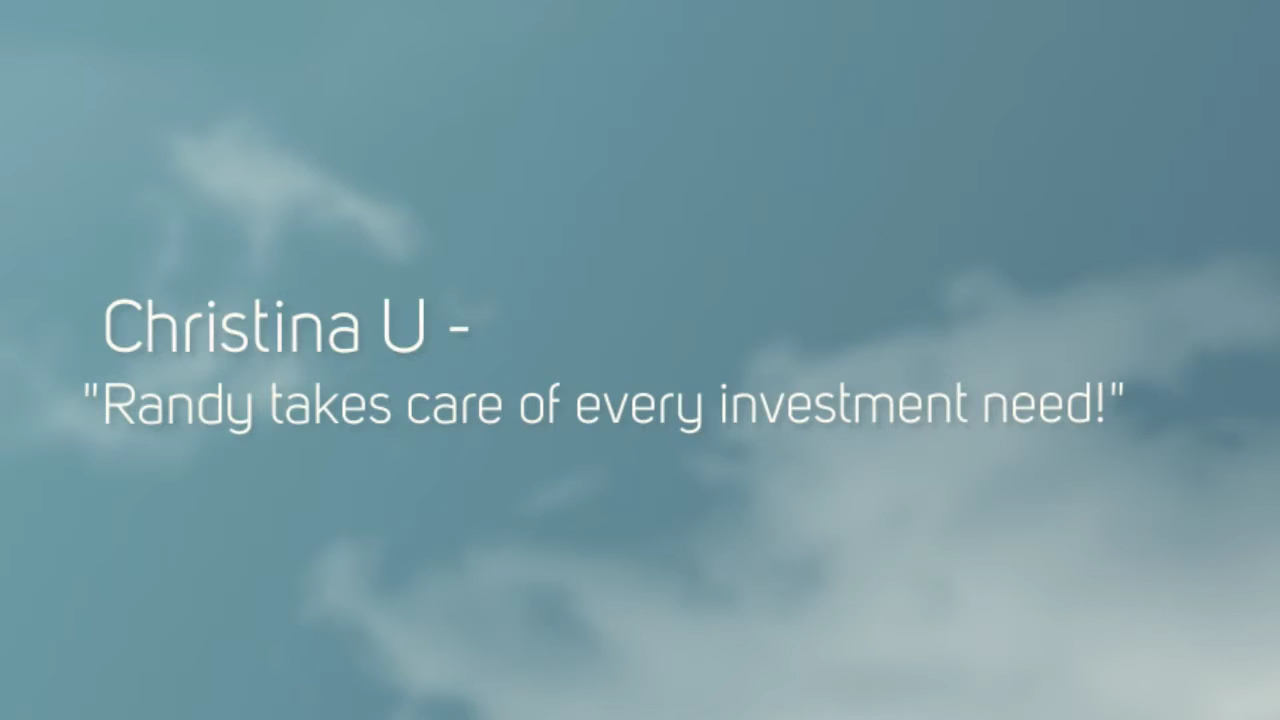 Christina U -
"Randy takes care of every investment need!"